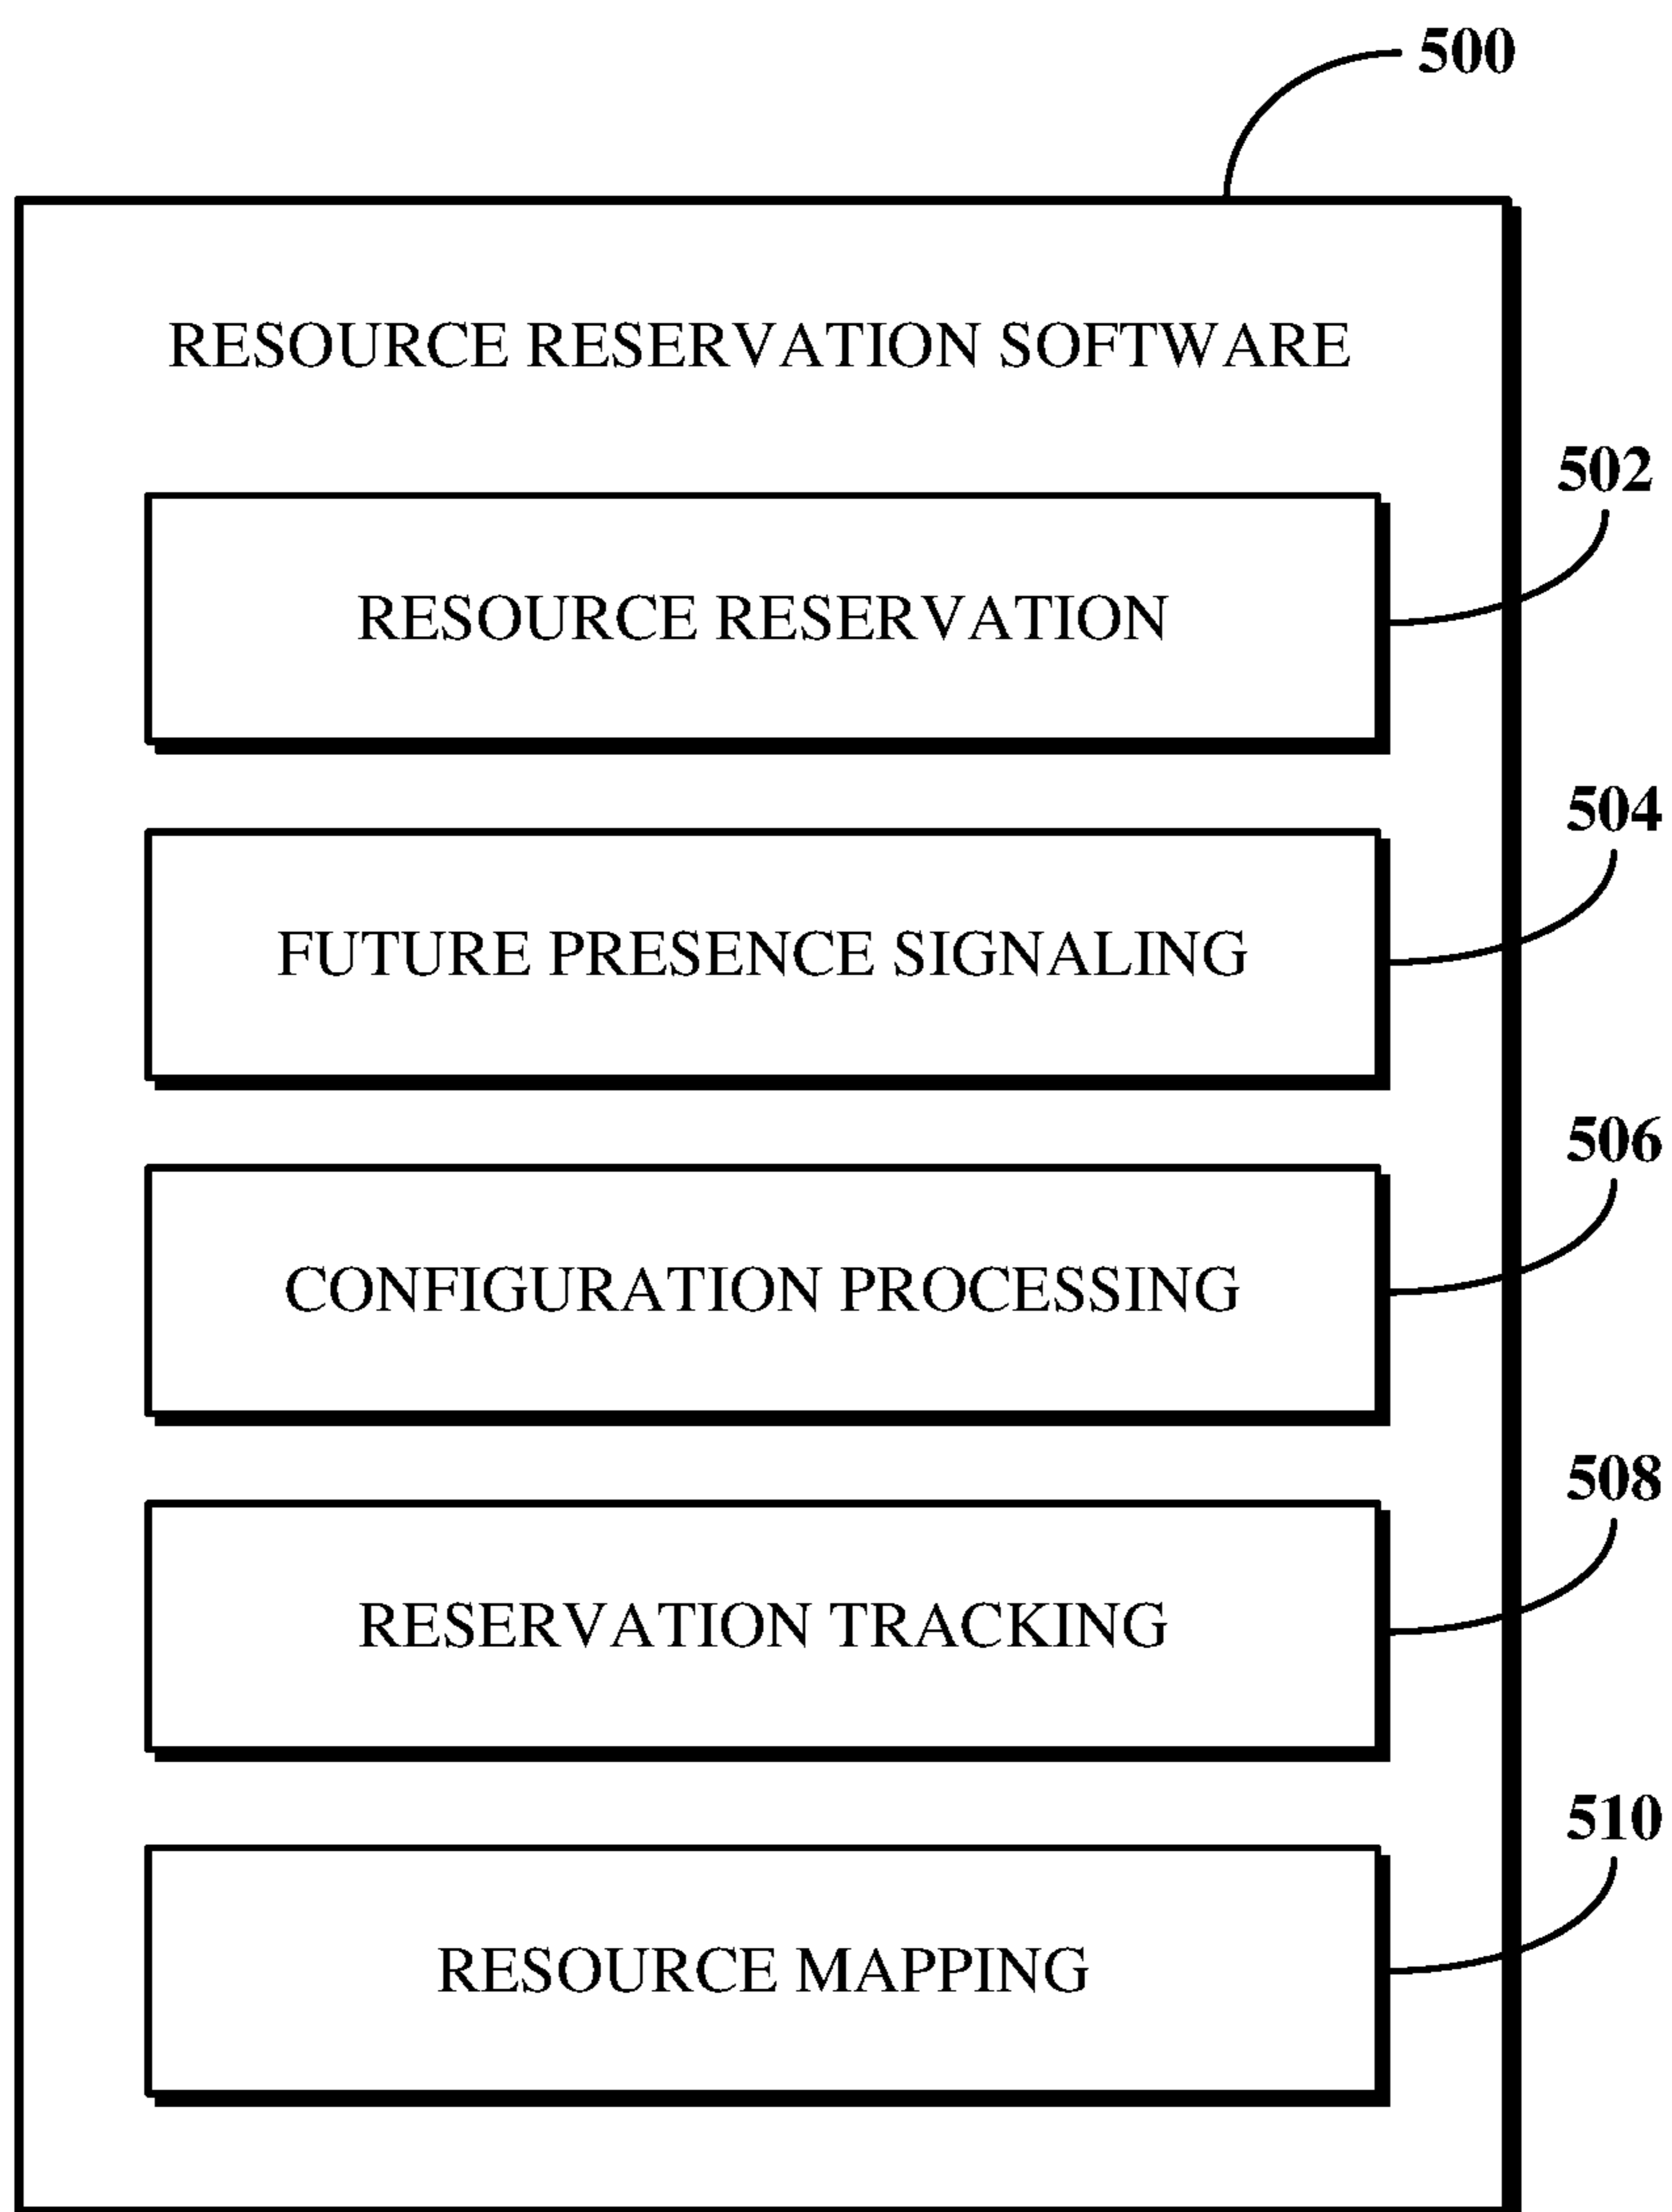 500
RESOURCE RESERVATION SOFTWARE
502
RESOURCE RESERVATION
504
FUTURE PRESENCE SIGNALING
506
CONFIGURATION PROCESSING
508
RESERVATION TRACKING
510
RESOURCE MAPPING